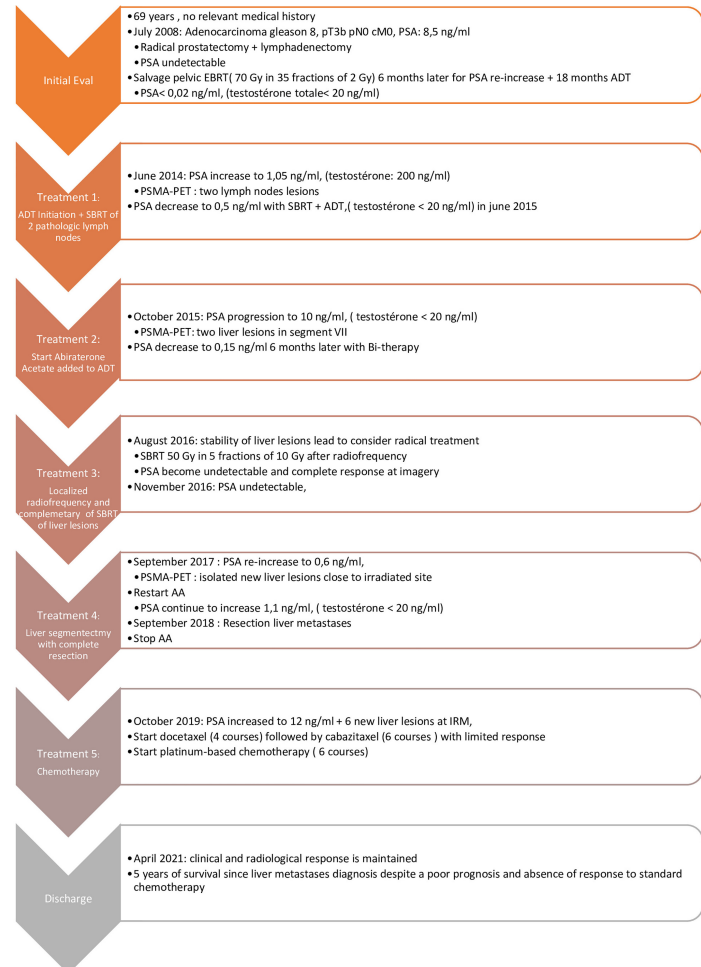 Initial Eval
•69 years , no relevant medical history
•July 2008: Adenocarcinoma gleason 8, pT3b pN0 cM0, PSA: 8,5 ng/ml
•Radical prostatectomy + lymphadenectomy
•PSA undetectable
•Salvage pelvic EBRT( 70 Gy in 35 fractions of 2 Gy) 6 months later for PSA re-increase + 18 months ADT
•PSA< 0,02 ng/ml, (testostérone totale< 20 ng/ml)
Treatment 1:
ADT Initiation + SBRT of
2 pathologic lymph
nodes
•June 2014: PSA increase to 1,05 ng/ml, (testostérone: 200 ng/ml)
•PSMA-PET : two lymph nodes lesions
•PSA decrease to 0,5 ng/ml with SBRT + ADT,( testostérone < 20 ng/ml) in june 2015
Treatment 2:
Start Abiraterone
Acetate added to ADT
•October 2015: PSA progression to 10 ng/ml, ( testostérone < 20 ng/ml)
•PSMA-PET: two liver lesions in segment VII
•PSA decrease to 0,15 ng/ml 6 months later with Bi-therapy
Treatment 3:
Localized
radiofrequency and
complemetary of SBRT
of liver lesions
•August 2016: stability of liver lesions lead to consider radical treatment
•SBRT 50 Gy in 5 fractions of 10 Gy after radiofrequency
•PSA become undetectable and complete response at imagery
•November 2016: PSA undetectable,
Treatment 4:
Liver segmentectmy
with complete
resection
•September 2017 : PSA re-increase to 0,6 ng/ml,
•PSMA-PET : isolated new liver lesions close to irradiated site
•Restart AA
•PSA continue to increase 1,1 ng/ml, ( testostérone < 20 ng/ml)
•September 2018 : Resection liver metastases
•Stop AA
Treatment 5:
Chemotherapy
•October 2019: PSA increased to 12 ng/ml + 6 new liver lesions at IRM,
•Start docetaxel (4 courses) followed by cabazitaxel (6 courses ) with limited response
•Start platinum-based chemotherapy ( 6 courses)
Discharge
•April 2021: clinical and radiological response is maintained
•5 years of survival since liver metastases diagnosis despite a poor prognosis and absence of response to standard
chemotherapy